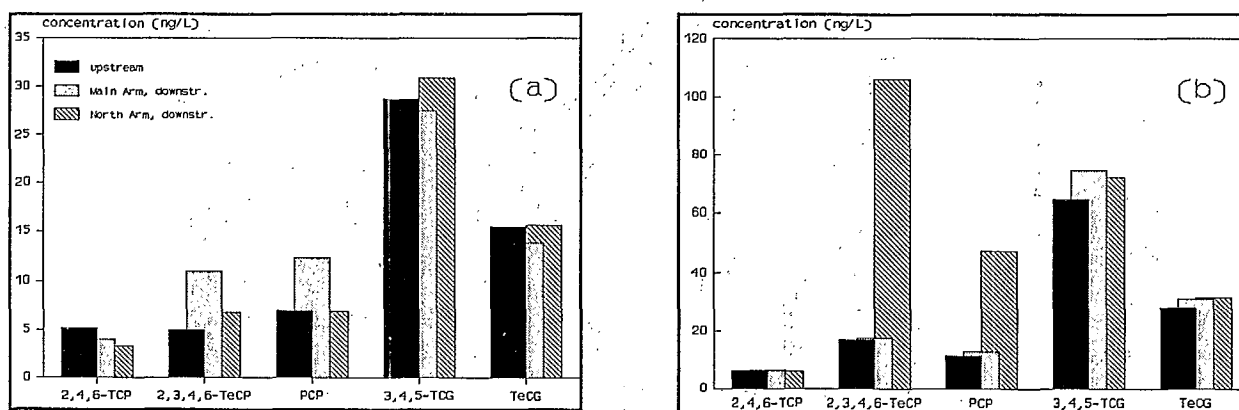 concentration (ng/L)
35
30
25
20
15
10
5
0
upstream
Main Arm, downstr.
North Arm, downstr.
(a)
2,4,6-TCP 2,3,4,6-TeCP PCP 3,4,5-TCG TeCG
concentration (ng/L)
120
100
80
60
40
20
0
(b)
2,4,6-TCP 2,3,4,6-TeCP PCP 3,4,5-TCG TeCG